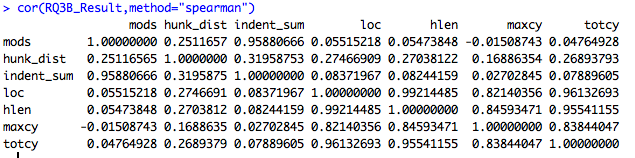 > cor(RQ3B_Result,method="spearman")
mods hunk_dist indent_sum loc hlen maxcy totcy
mods 1.00000000 0.2511657 0.95880666 0.05515218 0.05473848 -0.01508743 0.04764928
hunk_dist 0.25116565 1.0000000 0.31958753 0.27466909 0.27038122 0.16886354 0.26893793
indent_sum 0.95880666 0.3195875 1.00000000 0.08371967 0.08244159 0.02702845 0.07889605
loc 0.05515218 0.2746691 0.08371967 1.00000000 0.99214485 0.82140356 0.96132693
hlen 0.05473848 0.2703812 0.08244159 0.99214485 1.00000000 0.84593471 0.95541155
maxcy -0.01508743 0.1688635 0.02702845 0.82140356 0.84593471 1.00000000 0.83844047
totcy 0.04764928 0.2689379 0.07889605 0.96132693 0.95541155 0.83844047 1.00000000